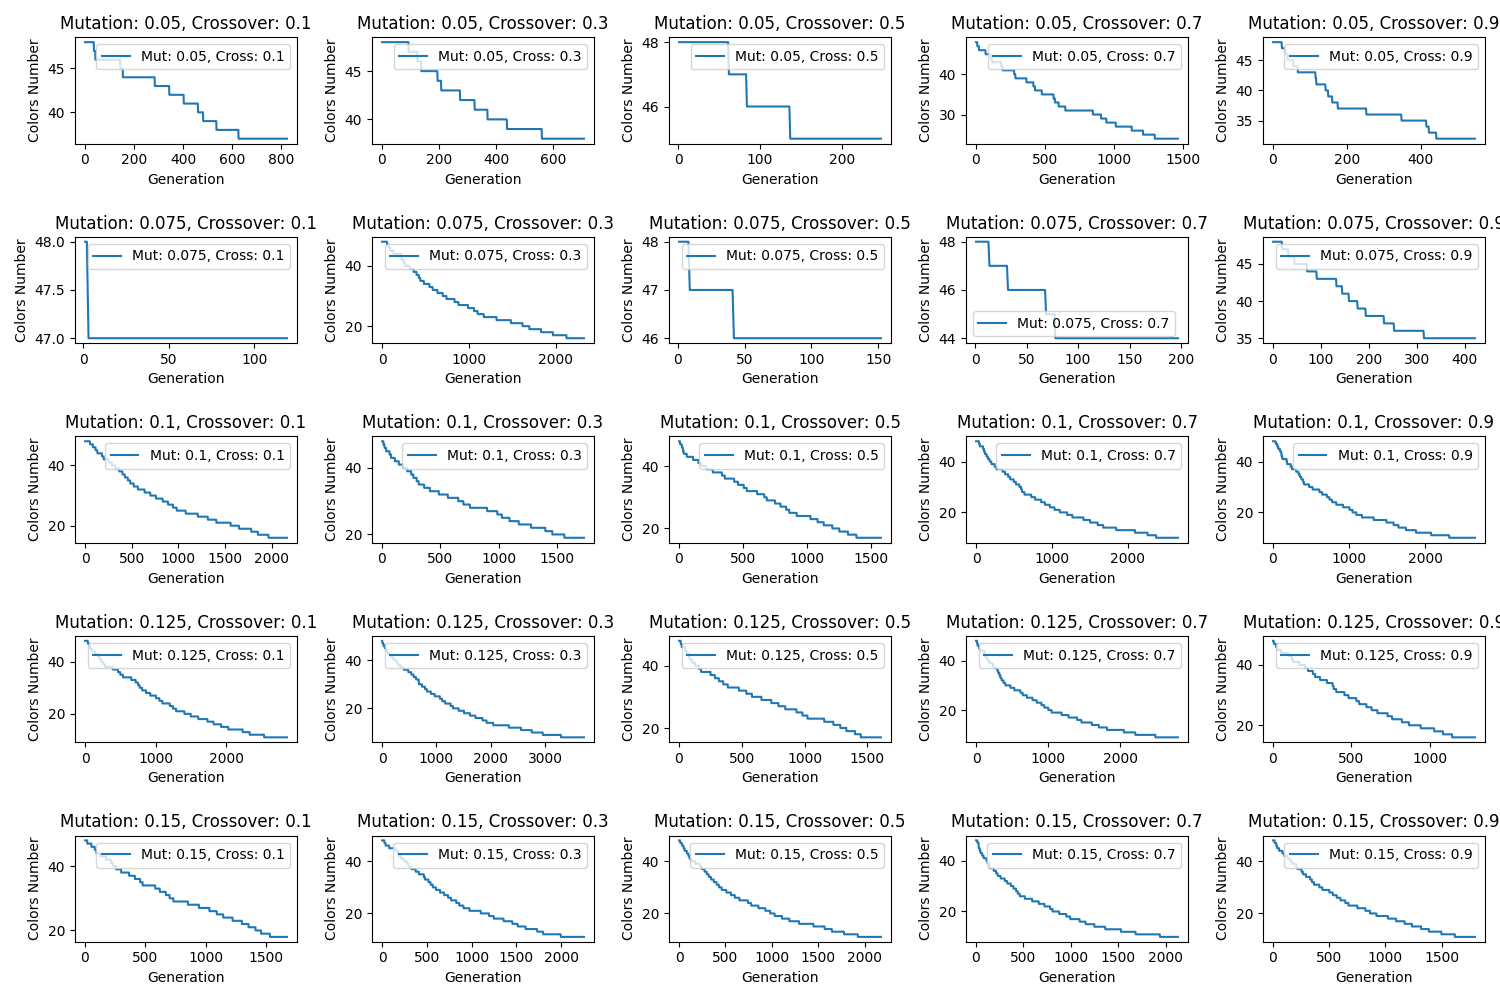 Mutation: 0.05, Crossover: 0.1
Colors Number
45
40
Mut: 0.05, Cross: 0.1
0 200 400 600 800
Generation
Mutation: 0.05, Crossover: 0.3
Colors Number
45
40
Mut: 0.05, Cross: 0.3
0 200 400 600
Generation
Mutation: 0.05, Crossover: 0.5
Colors Number
48
46
Mut: 0.05, Cross: 0.5
0 100 200
Generation
Mutation: 0.05, Crossover: 0.7
Colors Number
40
30
Mut: 0.05, Cross: 0.7
0 500 1000 1500
Generation
Mutation: 0.05, Crossover: 0.9
Colors Number
45
40
35
Mut: 0.05, Cross: 0.9
0 200 400
Generation
Mutation: 0.075, Crossover: 0.1
Colors Number
48.0
47.5
47.0
Mut: 0.075, Cross: 0.1
0 50 100
Generation
Mutation: 0.075, Crossover: 0.3
Colors Number
40
20
Mut: 0.075, Cross: 0.3
0 1000 2000
Generation
Mutation: 0.075, Crossover: 0.5
Colors Number
48
47
46
Mut: 0.075, Cross: 0.5
0 50 100 150
Generation
Mutation: 0.075, Crossover: 0.7
Colors Number
48
46
44
Mut: 0.075, Cross: 0.7
0 50 100 150 200
Generation
Mutation: 0.075, Crossover: 0.9
Colors Number
45
40
35
Mut: 0.075, Cross: 0.9
0 100 200 300 400
Generation
Mutation: 0.1, Crossover: 0.1
Colors Number
40
20
Mut: 0.1, Cross: 0.1
0 500 1000 1500 2000
Generation
Mutation: 0.1, Crossover: 0.3
Colors Number
40
20
Mut: 0.1, Cross: 0.3
0 500 1000 1500
Generation
Mutation: 0.1, Crossover: 0.5
Colors Number
40
20
Mut: 0.1, Cross: 0.5
0 500 1000 1500
Generation
Mutation: 0.1, Crossover: 0.7
Colors Number
40
20
Mut: 0.1, Cross: 0.7
0 1000 2000
Generation
Mutation: 0.1, Crossover: 0.9
Colors Number
40
20
Mut: 0.1, Cross: 0.9
0 1000 2000
Generation
Mutation: 0.125, Crossover: 0.1
Colors Number
40
20
Mut: 0.125, Cross: 0.1
0 1000 2000
Generation
Mutation: 0.125, Crossover: 0.3
Colors Number
40
20
Mut: 0.125, Cross: 0.3
0 1000 2000 3000
Generation
Mutation: 0.125, Crossover: 0.5
Colors Number
40
20
Mut: 0.125, Cross: 0.5
0 500 1000 1500
Generation
Mutation: 0.125, Crossover: 0.7
Colors Number
40
20
Mut: 0.125, Cross: 0.7
0 1000 2000
Generation
Mutation: 0.125, Crossover: 0.9
Colors Number
40
20
Mut: 0.125, Cross: 0.9
0 500 1000
Generation
Mutation: 0.15, Crossover: 0.1
Colors Number
40
20
Mut: 0.15, Cross: 0.1
0 500 1000 1500
Generation
Mutation: 0.15, Crossover: 0.3
Colors Number
40
20
Mut: 0.15, Cross: 0.3
0 500 1000 1500 2000
Generation
Mutation: 0.15, Crossover: 0.5
Colors Number
40
20
Mut: 0.15, Cross: 0.5
0 500 1000 1500 2000
Generation
Mutation: 0.15, Crossover: 0.7
Colors Number
40
20
Mut: 0.15, Cross: 0.7
0 500 1000 1500 2000
Generation
Mutation: 0.15, Crossover: 0.9
Colors Number
40
20
Mut: 0.15, Cross: 0.9
0 500 1000 1500
Generation